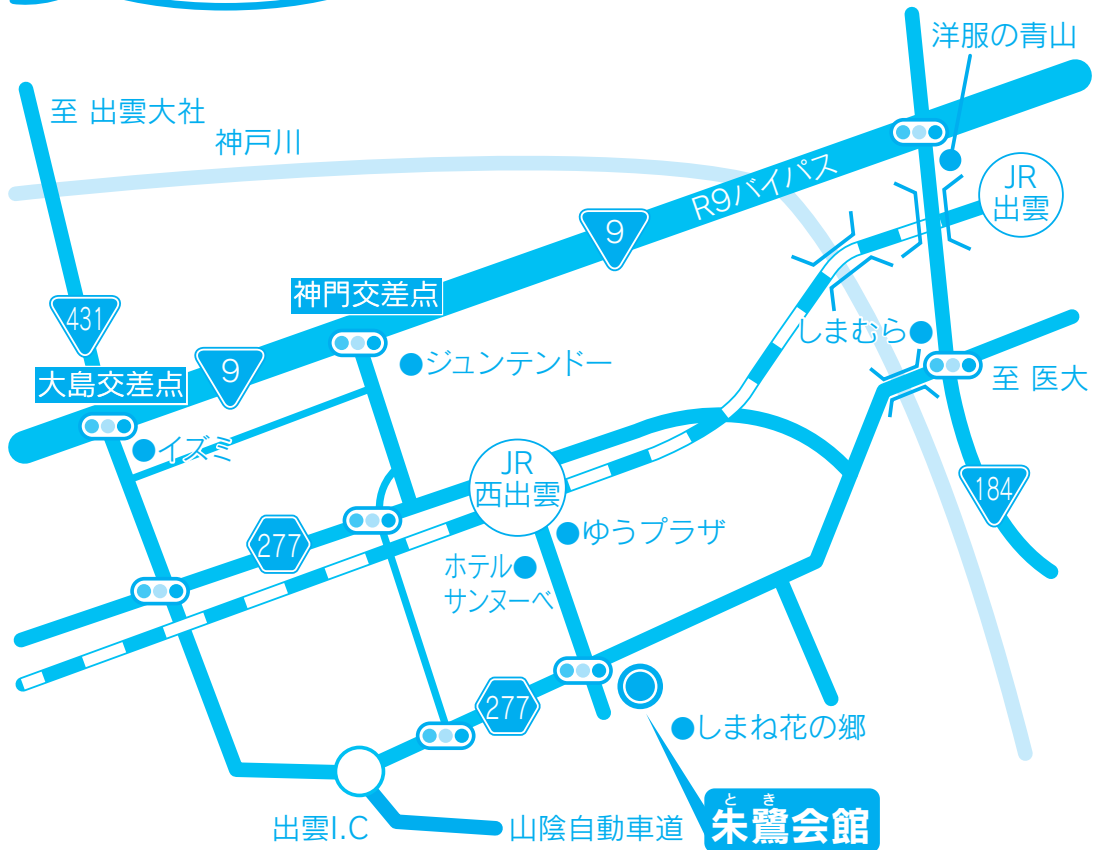 洋服の青山
至 出雲大社
神戸川
R9バイパス
JR
出雲
9
神門交差点
431
しまむら
9
ジュンテンドー
大島交差点
至 医大
イズミ
JR
西出雲
184
ゆうプラザ
277
ホテル
サンヌーベ
277
しまね花の郷
とき
朱鷺会館
出雲I.C
山陰自動車道